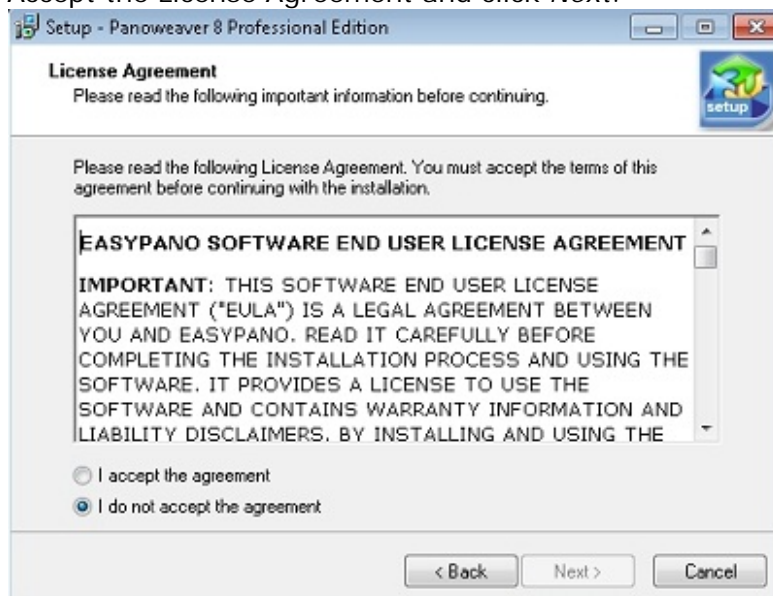 Accept the License Agreement and click Next.
Setup - Panoweaver 8 Professional Edition
License Agreement
Please read the following important information before continuing.
setup
Please read the following License Agreement. You must accept the terms of this
agreement before continuing with the installation.
EASYPANO SOFTWARE END USER LICENSE AGREEMENT
IMPORTANT: THIS SOFTWARE END USER LICENSE
AGREEMENT ("EULA") IS A LEGAL AGREEMENT BETWEEN
YOU AND EASYPANO. READ IT CAREFULLY BEFORE
COMPLETING THE INSTALLATION PROCESS AND USING THE
SOFTWARE. IT PROVIDES A LICENSE TO USE THE
SOFTWARE AND CONTAINS WARRANTY INFORMATION AND
LIABILITY DISCLAIMERS. BY INSTALLING AND USING THE
I accept the agreement
I do not accept the agreement
< Back Next > Cancel